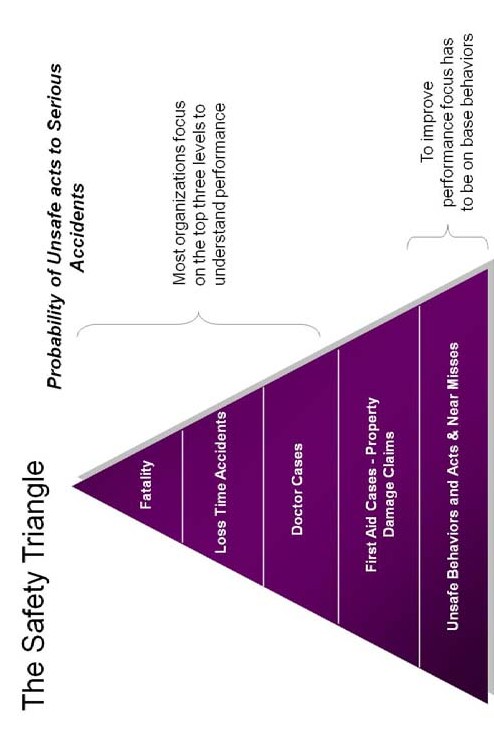 The Safety Triangle
Probability of Unsafe acts to Serious
Accidents
Fatality
Loss Time Accidents
Doctor Cases
First Aid Cases - Property
Damage Claims
Unsafe Behaviors and Acts & Near Misses
Most organizations focus
on the top three levels to
understand performance
To improve
performance focus has
to be on base behaviors